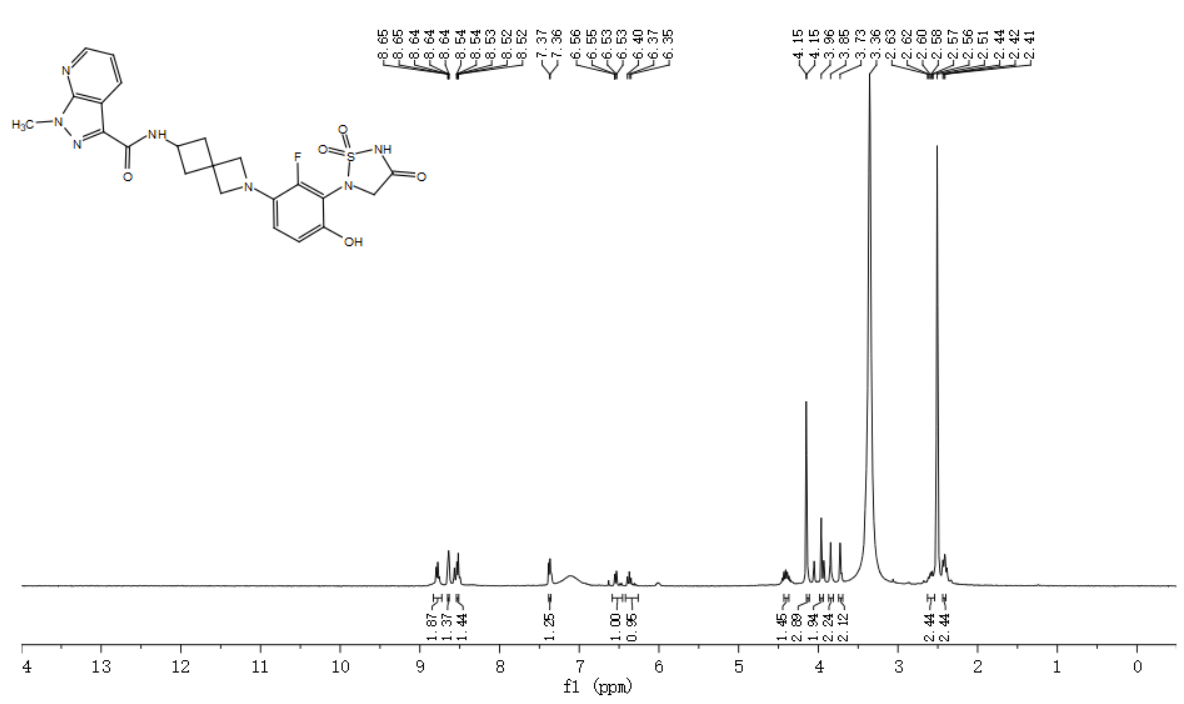 8.65
8.65
8.64
8.64
8.64
8.54
8.54
8.53
8.52
8.52
7.37
7.36
6.56
6.55
6.53
6.53
6.40
6.37
6.35
4.15
4.15
3.96
3.85
3.73
3.36
2.63
2.62
2.60
2.58
2.57
2.56
2.51
2.44
2.42
2.41
N
H₃C
N
N
NH
O
N
F
O
O
S
NH
N
O
OH
1.87
1.37
1.44
1.25
1.00
0.95
1.45
2.89
1.94
2.24
2.12
2.44
2.44
4 13 12 11 10 9 8 7 6 5 4 3 2 1 0
f1 (ppm)